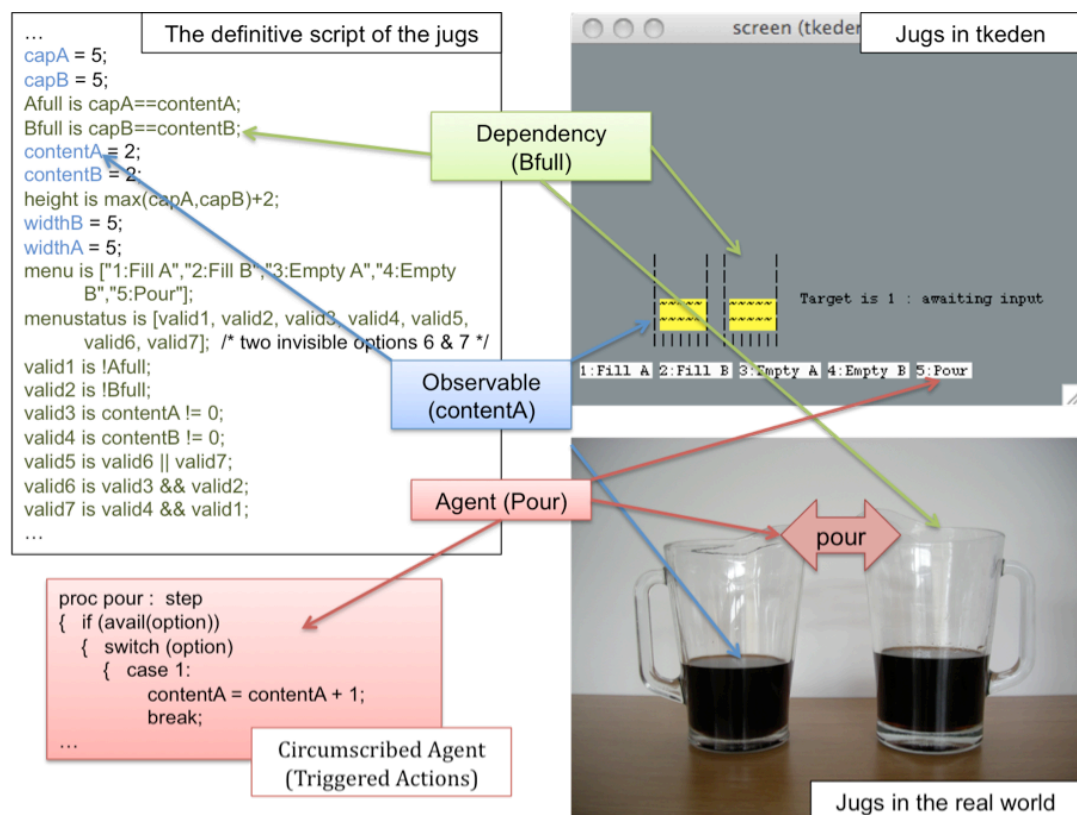 The definitive script of the jugs
…
capA = 5;
capB = 5;
Afull is capA==contentA;
Bfull is capB==contentB;
contentA = 2;
contentB = 2;
height is max(capA,capB)+2;
widthB = 5;
widthA = 5;
menu is ["1:Fill A","2:Fill B","3:Empty A","4:Empty
B","5:Pour"];
menustatus is [valid1, valid2, valid3, valid4, valid5,
valid6, valid7]; /* two invisible options 6 & 7 */
valid1 is !Afull;
valid2 is !Bfull;
valid3 is contentA != 0;
valid4 is contentB != 0;
valid5 is valid6 || valid7;
valid6 is valid3 && valid2;
valid7 is valid4 && valid1;
…
Dependency
(Bfull)
Observable
(contentA)
Agent (Pour)
screen (tkeden
Jugs in tkeden
Target is 1 : awaiting input
1:Fill A 2:Fill B 3:Empty A 4:Empty B 5:Pour
pour
Jugs in the real world
proc pour : step
{ if (avail(option))
{ switch (option)
{ case 1:
contentA = contentA + 1;
break;
…
Circumscribed Agent
(Triggered Actions)